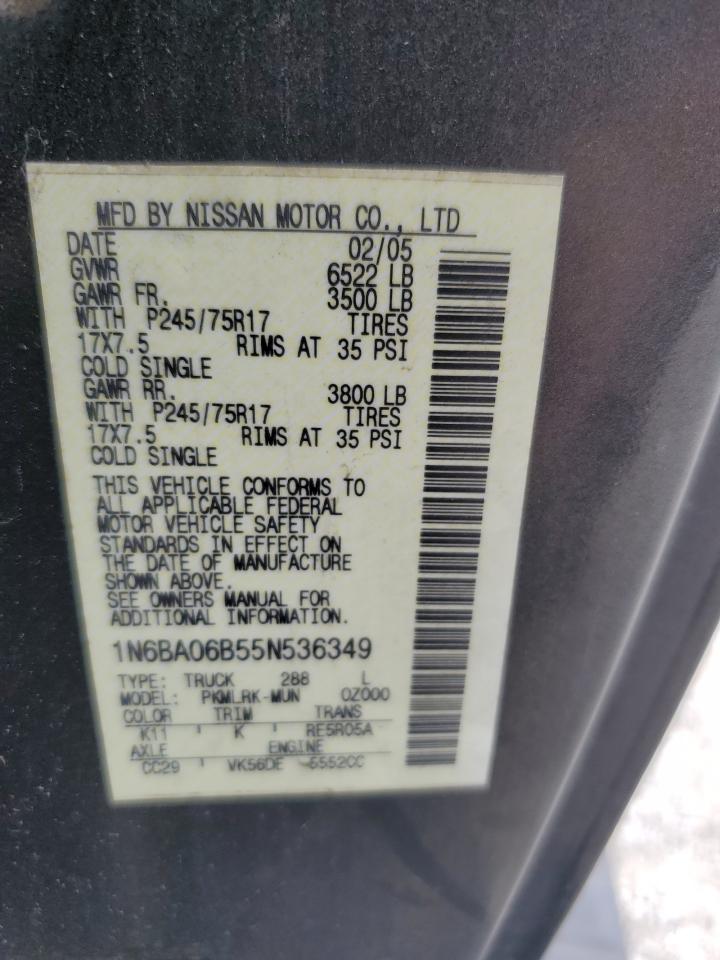 MFD BY NISSAN MOTOR CO., LTD
DATE 02/05
GVWR 6522 LB
GAWR FR. 3500 LB
WITH P245/75R17 TIRES
17X7.5 RIMS AT 35 PSI
COLD SINGLE
GAWR RR. 3800 LB
WITH P245/75R17 TIRES
17X7.5 RIMS AT 35 PSI
COLD SINGLE
THIS VEHICLE CONFORMS TO
ALL APPLICABLE FEDERAL
MOTOR VEHICLE SAFETY
STANDARDS IN EFFECT ON
THE DATE OF MANUFACTURE
SHOWN ABOVE.
SEE OWNERS MANUAL FOR
ADDITIONAL INFORMATION.
1N6BA06B55N536349
TYPE: TRUCK 288 L
MODEL: PKMLRK-MUN 0Z000
COLOR TRIM TRANS
K11 K RE5R05A
AXLE ENGINE
CC29 VK56DE 5552CC